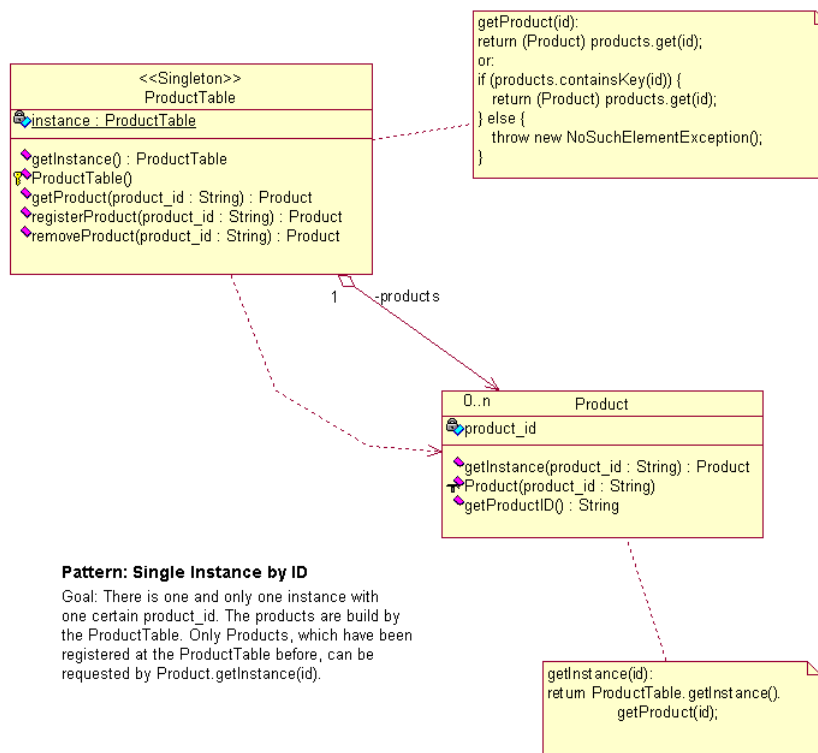 getProduct(id):
return (Product) products.get(id);
or:
if (products.containsKey(id)) {
return (Product) products.get(id);
} else {
throw new NoSuchElementException();
}
<<Singleton>>
ProductTable
instance : ProductTable
getInstance() : ProductTable
ProductTable()
getProduct(product_id : String) : Product
registerProduct(product_id : String) : Product
removeProduct(product_id : String) : Product
1
-products
0..n
Product
product_id
getInstance(product_id : String) : Product
Product(product_id : String)
getProductID() : String
Pattern: Single Instance by ID
Goal: There is one and only one instance with
one certain product_id. The products are build by
the ProductTable. Only Products, which have been
registered at the ProductTable before, can be
requested by Product.getInstance(id).
getInstance(id):
return ProductTable.getInstance().
getProduct(id);